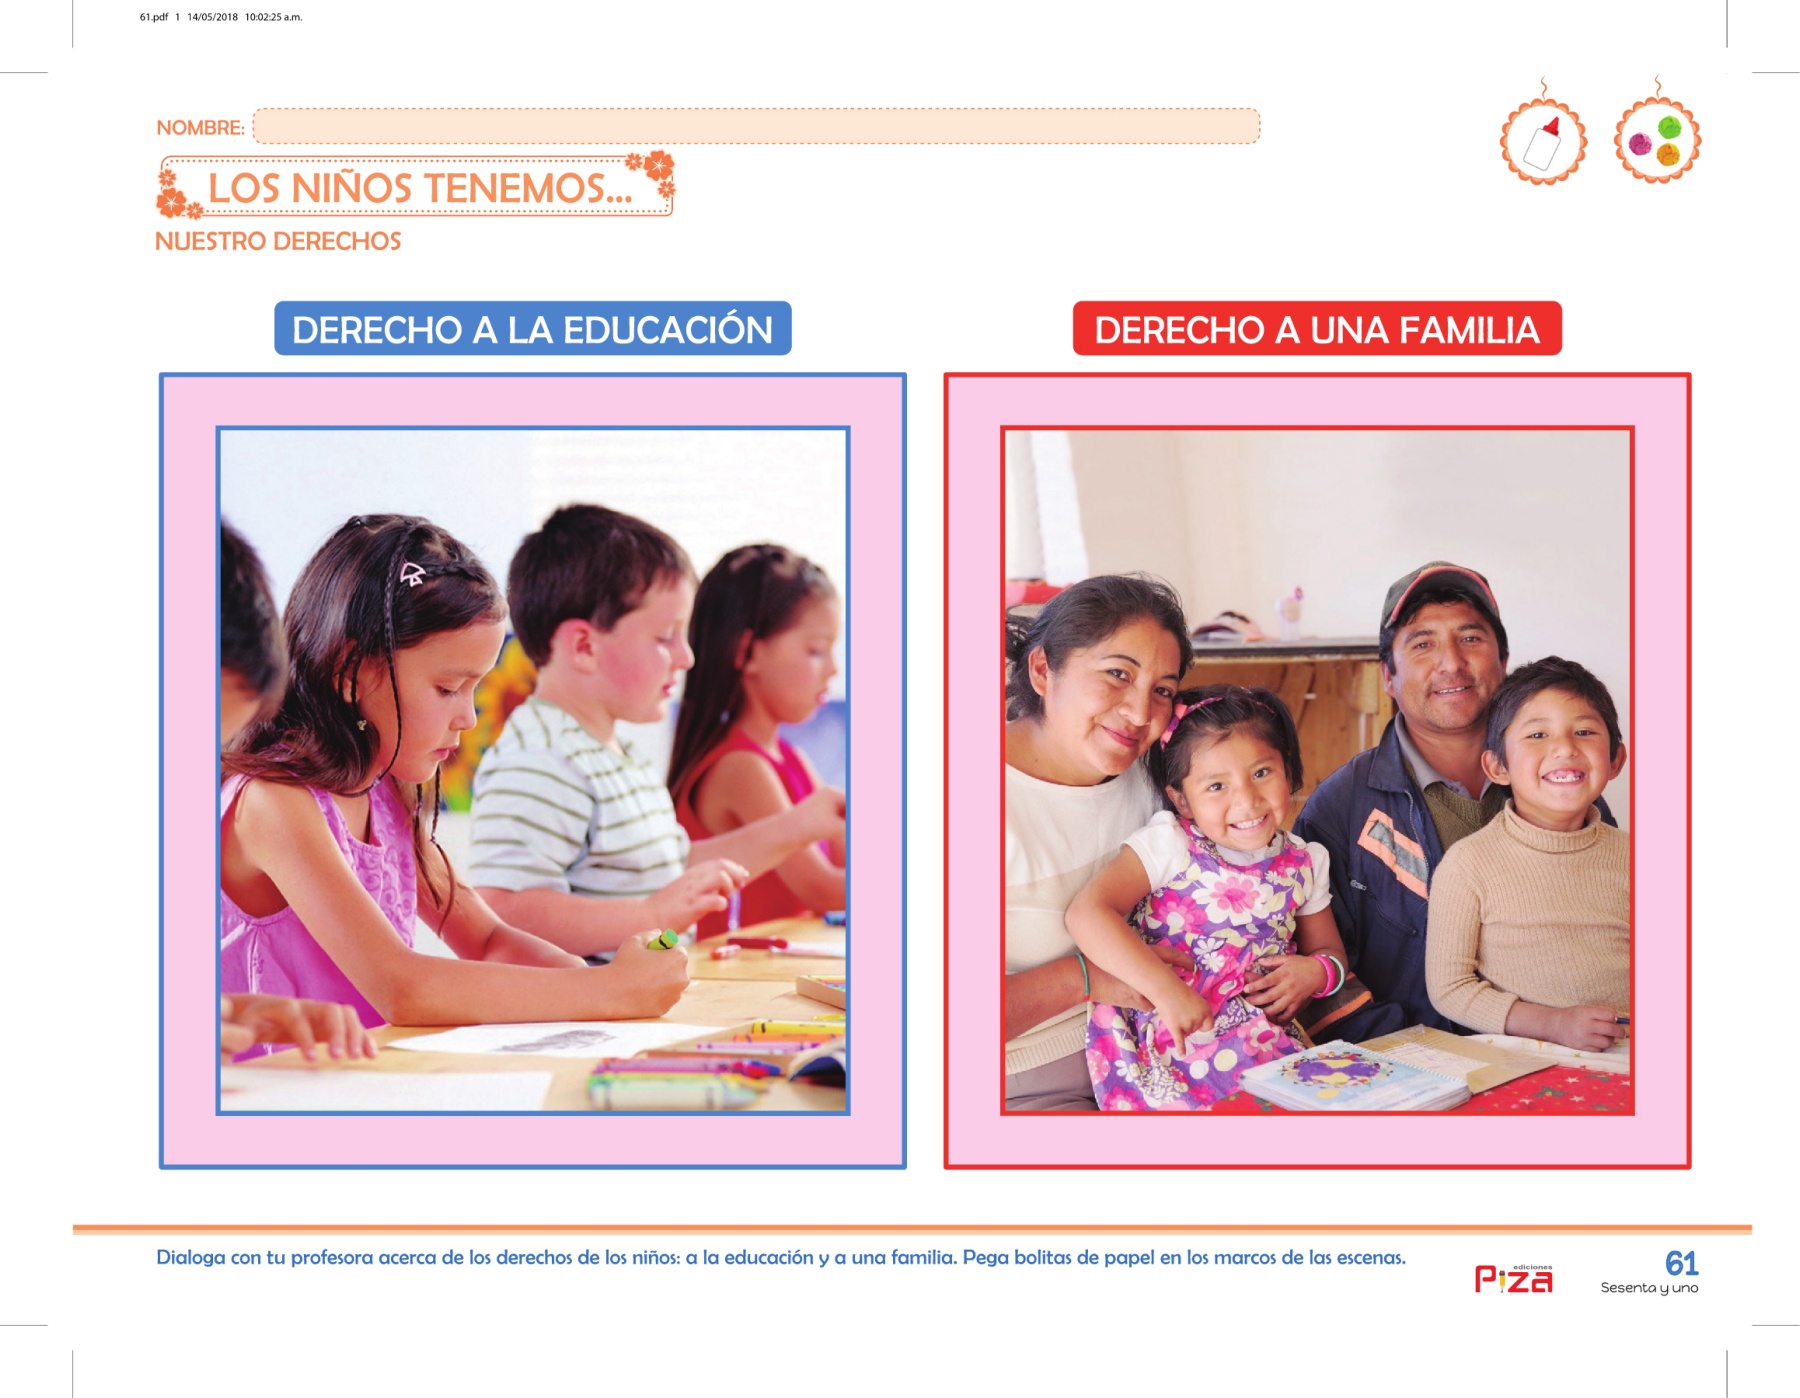 61.pdf 1 14/05/2018 10:02:25 a.m.
NOMBRE:
LOS NIÑOS TENEMOS...
NUESTRO DERECHOS
DERECHO A LA EDUCACIÓN
DERECHO A UNA FAMILIA
Dialoga con tu profesora acerca de los derechos de los niños: a la educación y a una familia. Pega bolitas de papel en los marcos de las escenas.
ediciones
Piza
61
Sesenta y uno